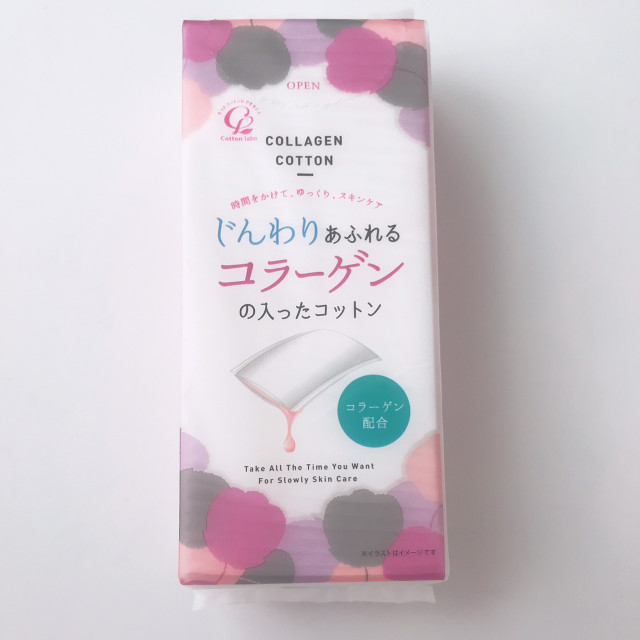 OPEN
Cotton labo
COLLAGEN
COTTON
時間をかけて、ゆっくり、スキンケア
じんわりあふれる
コラーゲン
の入ったコットン
コラーゲン
配合
Take All The Time You Want
For Slowly Skin Care
※イラストはイメージです